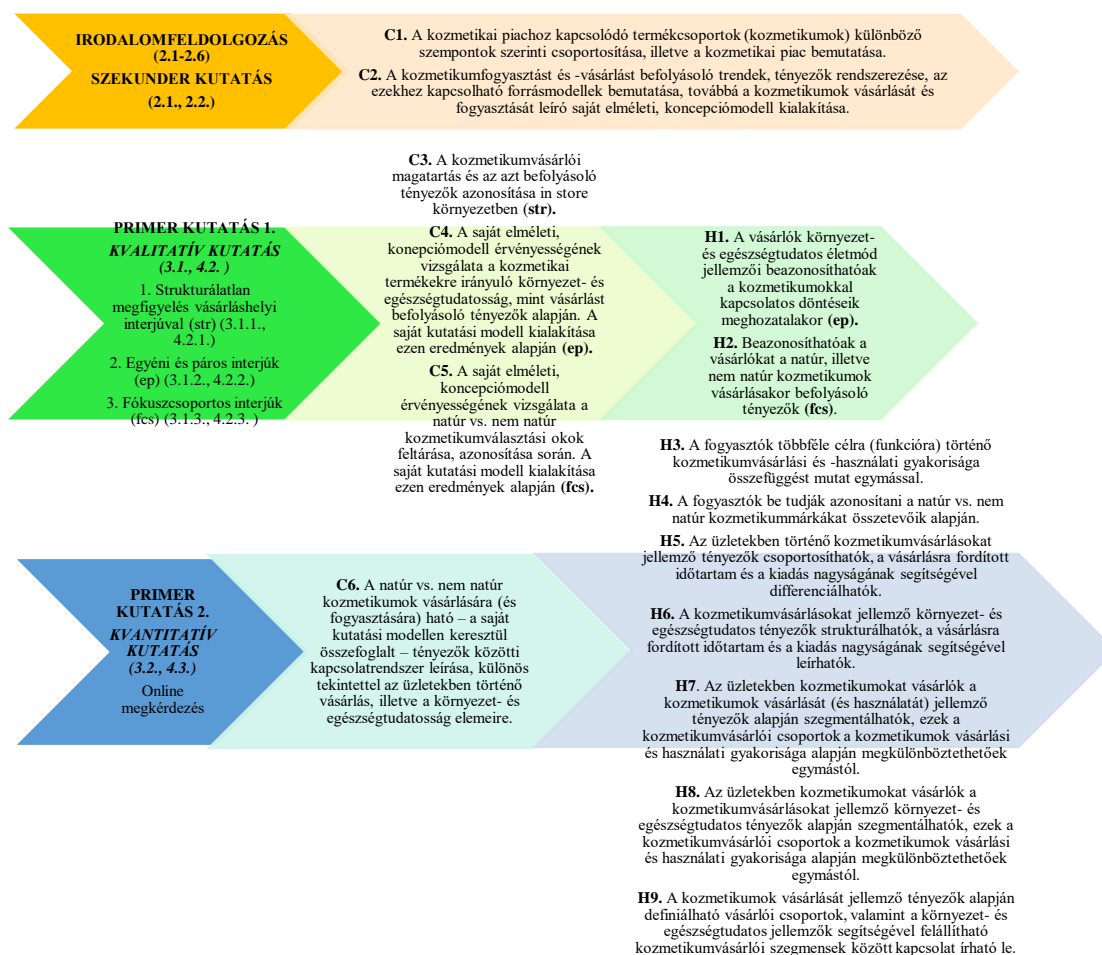 IRODALOMFELDOLGOZÁS
(2.1-2.6)
SZEKUNDER KUTATÁS
(2.1., 2.2.)
C1. A kozmetikai piachoz kapcsolódó termékcsoportok (kozmetikumok) különböző
szempontok szerinti csoportosítása, illetve a kozmetikai piac bemutatása.
C2. A kozmetikumfogyasztást és -vásárlást befolyásoló trendek, tényezők rendszerezése, az
ezekhez kapcsolható forrásmodellek bemutatása, továbbá a kozmetikumok vásárlását és
fogyasztását leíró saját elméleti, koncepciómodell kialakítása.
PRIMER KUTATÁS 1.
KVALITATÍV KUTATÁS
(3.1., 4.2. )
1. Strukturálatlan
megfigyelés vásárláshelyi
interjúval (str) (3.1.1.,
4.2.1.)
2. Egyéni és páros interjúk
(ep) (3.1.2., 4.2.2.)
3. Fókuszcsoportos interjúk
(fcs) (3.1.3., 4.2.3. )
C3. A kozmetikumvásárlói
magatartás és az azt befolyásoló
tényezők azonosítása in store
környezetben (str).
C4. A saját elméleti,
konepciómodell érvényességének
vizsgálata a kozmetikai
termékekre irányuló környezet- és
egészségtudatosság, mint vásárlást
befolyásoló tényezők alapján. A
saját kutatási modell kialakítása
ezen eredmények alapján (ep).
C5. A saját elméleti,
koncepciómodell
érvényességének vizsgálata a
natúr vs. nem natúr
kozmetikumválasztási okok
feltárása, azonosítása során. A
saját kutatási modell kialakítása
ezen eredmények alapján (fcs).
H1. A vásárlók környezet-
és egészségtudatos életmód
jellemzői beazonosíthatóak
a kozmetikumokkal
kapcsolatos döntéseik
meghozatalakor (ep).
H2. Beazonosíthatóak a
vásárlókat a natúr, illetve
nem natúr kozmetikumok
vásárlásakor befolyásoló
tényezők (fcs).
PRIMER
KUTATÁS 2.
KVANTITATÍV
KUTATÁS
(3.2., 4.3.)
Online
megkérdezés
C6. A natúr vs. nem natúr
kozmetikumok vásárlására (és
fogyasztására) ható – a saját
kutatási modellen keresztül
összefoglalt – tényezők közötti
kapcsolatrendszer leírása, különös
tekintettel az üzletekben történő
vásárlás, illetve a környezet- és
egészségtudatosság elemeire.
H3. A fogyasztók többféle célra (funkcióra) történő
kozmetikumvásárlási és -használati gyakorisága
összefüggést mutat egymással.
H4. A fogyasztók be tudják azonosítani a natúr vs. nem
natúr kozmetikummárkákat összetevőik alapján.
H5. Az üzletekben történő kozmetikumvásárlásokat
jellemző tényezők csoportosíthatók, a vásárlásra fordított
időtartam és a kiadás nagyságának segítségével
differenciálhatók.
H6. A kozmetikumvásárlásokat jellemző környezet- és
egészségtudatos tényezők strukturálhatók, a vásárlásra
fordított időtartam és a kiadás nagyságának segítségével
leírhatók.
H7. Az üzletekben kozmetikumokat vásárlók a
kozmetikumok vásárlását (és használatát) jellemző
tényezők alapján szegmentálhatók, ezek a
kozmetikumvásárlói csoportok a kozmetikumok vásárlási
és használati gyakorisága alapján megkülönböztethetőek
egymástól.
H8. Az üzletekben kozmetikumokat vásárlók a
kozmetikumvásárlásokat jellemző környezet- és
egészségtudatos tényezők alapján szegmentálhatók, ezek a
kozmetikumvásárlói csoportok a kozmetikumok vásárlási
és használati gyakorisága alapján megkülönböztethetőek
egymástól.
H9. A kozmetikumok vásárlását jellemző tényezők alapján
definiálható vásárlói csoportok, valamint a környezet- és
egészségtudatos jellemzők segítségével felállítható
kozmetikumvásárlói szegmensek között kapcsolat írható le.